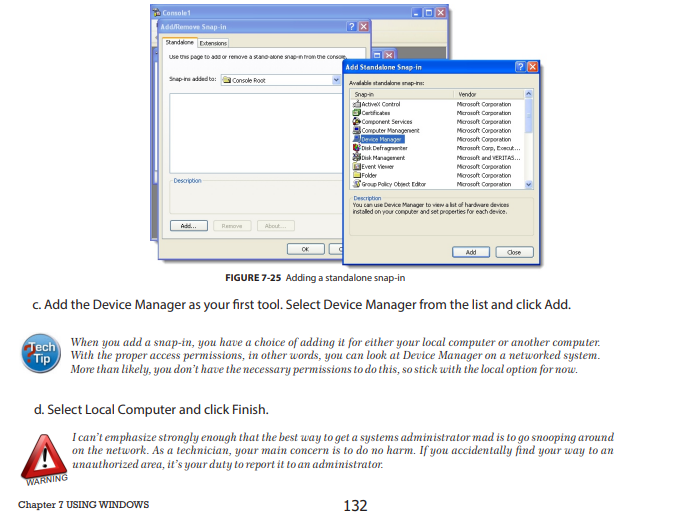 Console1
Add/Remove Snap-in
Standalone Extensions
Use this page to add or remove a stand-alone snap-in from the console.
Snap-ins added to: Console Root
Description
Add... Remove About...
OK
Add Standalone Snap-in
Available standalone snap-ins:
Snap-in Vendor
ActiveX Control Microsoft Corporation
Certificates Microsoft Corporation
Component Services Microsoft Corporation
Computer Management Microsoft Corporation
Device Manager Microsoft Corporation
Disk Defragmenter Microsoft Corp, Execut...
Disk Management Microsoft and VERITAS...
Event Viewer Microsoft Corporation
Folder Microsoft Corporation
Group Policy Object Editor Microsoft Corporation
Description
You can use Device Manager to view a list of hardware devices
installed on your computer and set properties for each device.
Add Close
FIGURE 7-25 Adding a standalone snap-in
c. Add the Device Manager as your first tool. Select Device Manager from the list and click Add.
Tech
Tip
When you add a snap-in, you have a choice of adding it for either your local computer or another computer.
With the proper access permissions, in other words, you can look at Device Manager on a networked system.
More than likely, you don't have the necessary permissions to do this, so stick with the local option for now.
d. Select Local Computer and click Finish.
WARNING
I can't emphasize strongly enough that the best way to get a systems administrator mad is to go snooping around
on the network. As a technician, your main concern is to do no harm. If you accidentally find your way to an
unauthorized area, it's your duty to report it to an administrator.
Chapter 7 USING WINDOWS 132